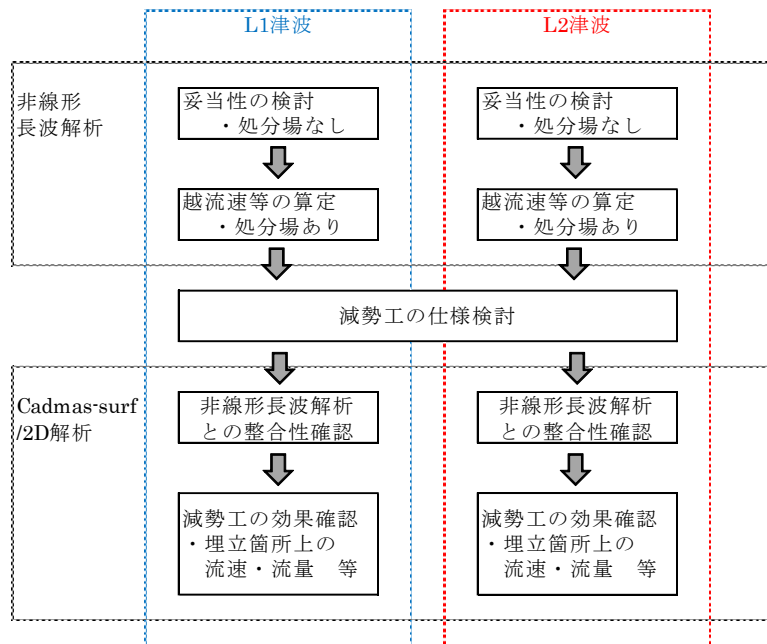 L1津波
L2津波
非線形
長波解析
妥当性の検討
・処分場なし
妥当性の検討
・処分場なし
越流速等の算定
・処分場あり
越流速等の算定
・処分場あり
減勢工の仕様検討
Cadmas-surf
/2D解析
非線形長波解析
との整合性確認
非線形長波解析
との整合性確認
減勢工の効果確認
・埋立箇所上の
流速・流量　等
減勢工の効果確認
・埋立箇所上の
流速・流量　等